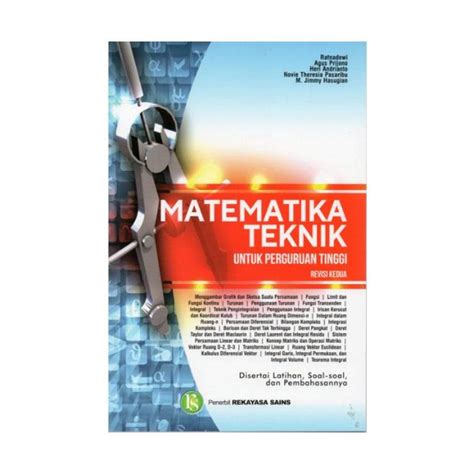 Ratnadewi
Agus Prijono
Heri Andrianto
Novie Theresia Pasaribu
M. Jimmy Hasugian
MATEMATIKA
TEKNIK
UNTUK PERGURUAN TINGGI
REVISI KEDUA
Menggambar Grafik dan Sketsa Suatu Persamaan | Fungsi | Limit dan
Fungsi Kontinu | Turunan | Penggunaan Turunan | Fungsi Transenden |
Integral | Teknik Pengintegralan | Penggunaan Integral | Irisan Kerucut
dan Koordinat Kutub | Turunan Dalam Ruang Dimensi-n | Integral dalam
Ruang-n | Persamaan Diferensial | Bilangan Kompleks | Integrasi
Kompleks | Barisan dan Deret Tak Terhingga | Deret Pangkat | Deret
Taylor dan Deret Maclaurin | Deret Laurent dan Integral Residu | Sistem
Persamaan Linear dan Matriks | Konsep Matriks dan Operasi Matriks |
Vektor Ruang D-2, D-3 | Transformasi Linear | Ruang Vektor Euclidean |
Kalkulus Diferensial Vektor | Integral Garis, Integral Permukaan, dan
Integral Volume | Teorema Integral
Disertai Latihan, Soal-soal,
dan Pembahasannya
RS
Penerbit REKAYASA SAINS